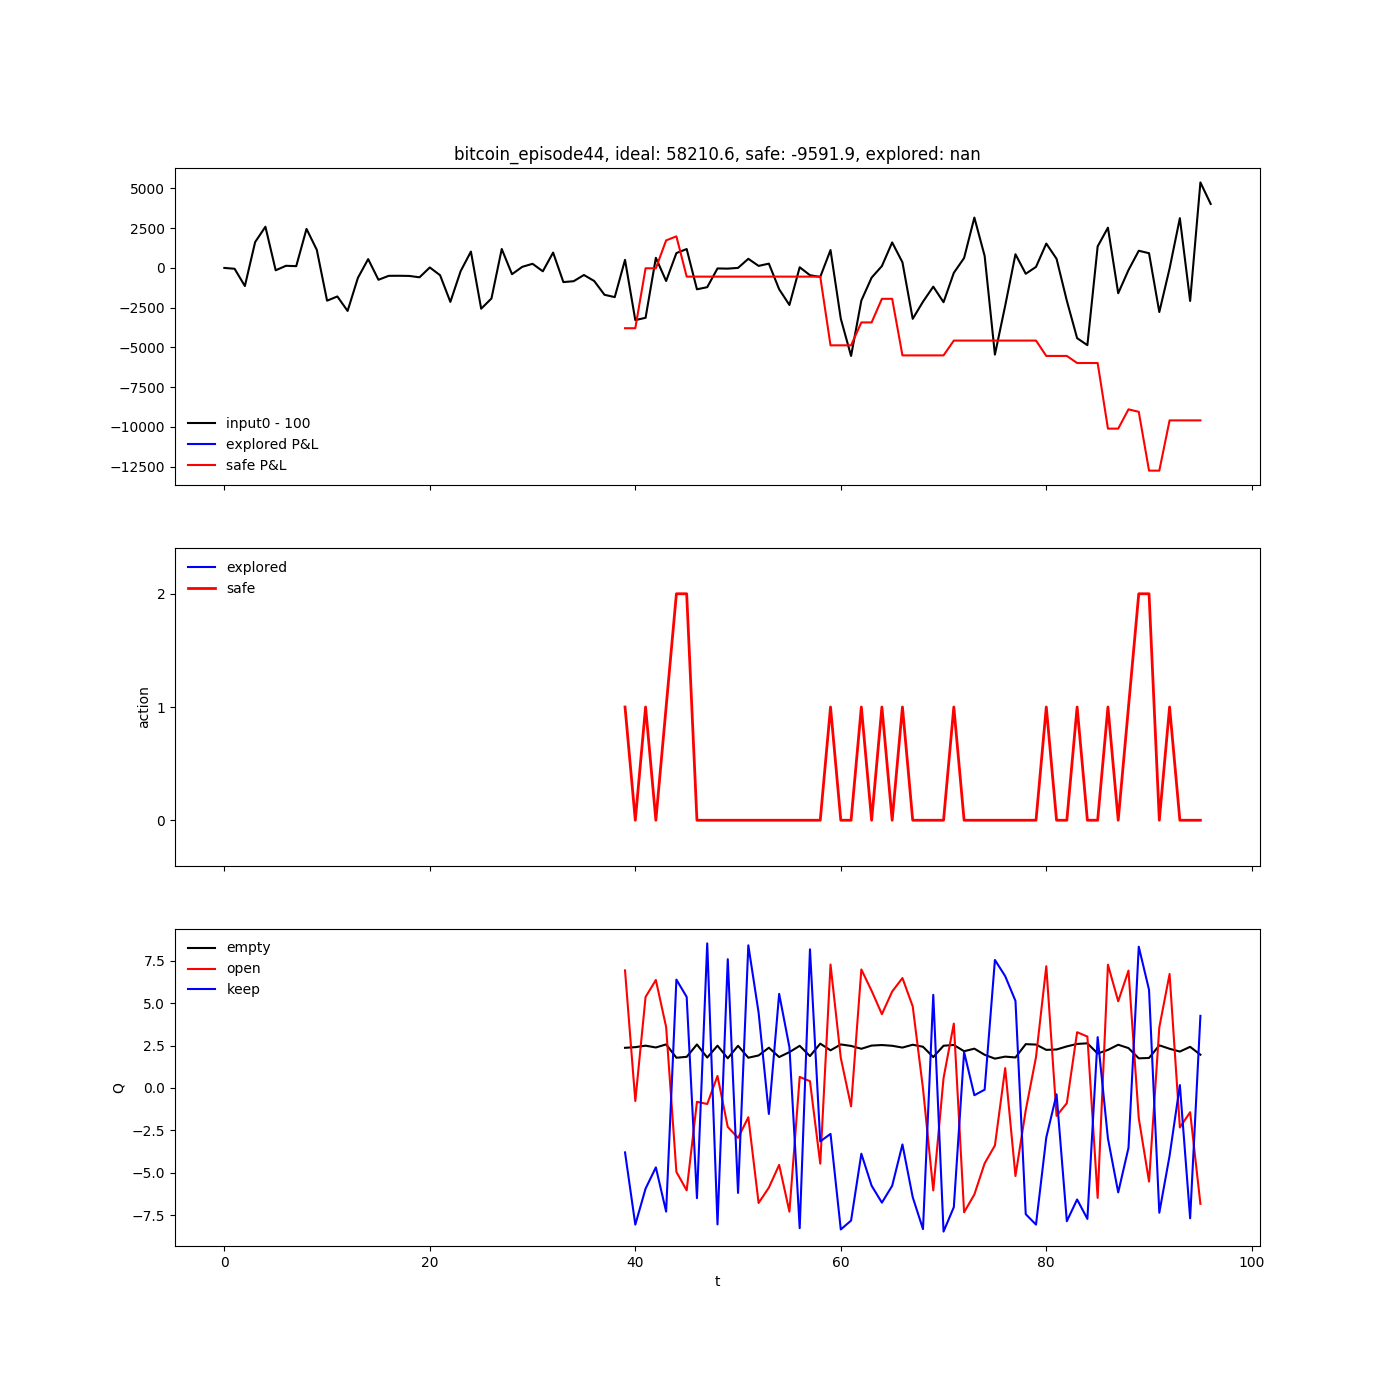 bitcoin_episode44, ideal: 58210.6, safe: -9591.9, explored: nan
5000
2500
0
−2500
−5000
−7500
−10000
−12500
input0 - 100
explored P&L
safe P&L
explored
safe
2
1
0
action
empty
open
keep
7.5
5.0
2.5
0.0
−2.5
−5.0
−7.5
Q
0 20 40 60 80 100
t